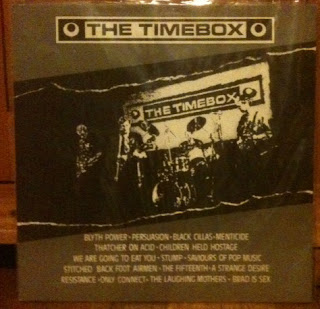 THE TIMEBOX
THE TIMEBOX
BLYTH POWER - PERSUASION - BLACK CILLAS - MENTICIDE
THATCHER ON ACID - CHILDREN HELD HOSTAGE
WE ARE GOING TO EAT YOU - STUMP - SAVIOURS OF POP MUSIC
STITCHED BACK FOOT AIRMEN - THE FIFTEENTH - A STRANGE DESIRE
RESISTANCE - ONLY CONNECT - THE LAUGHING MOTHERS - BRAD IS SEX